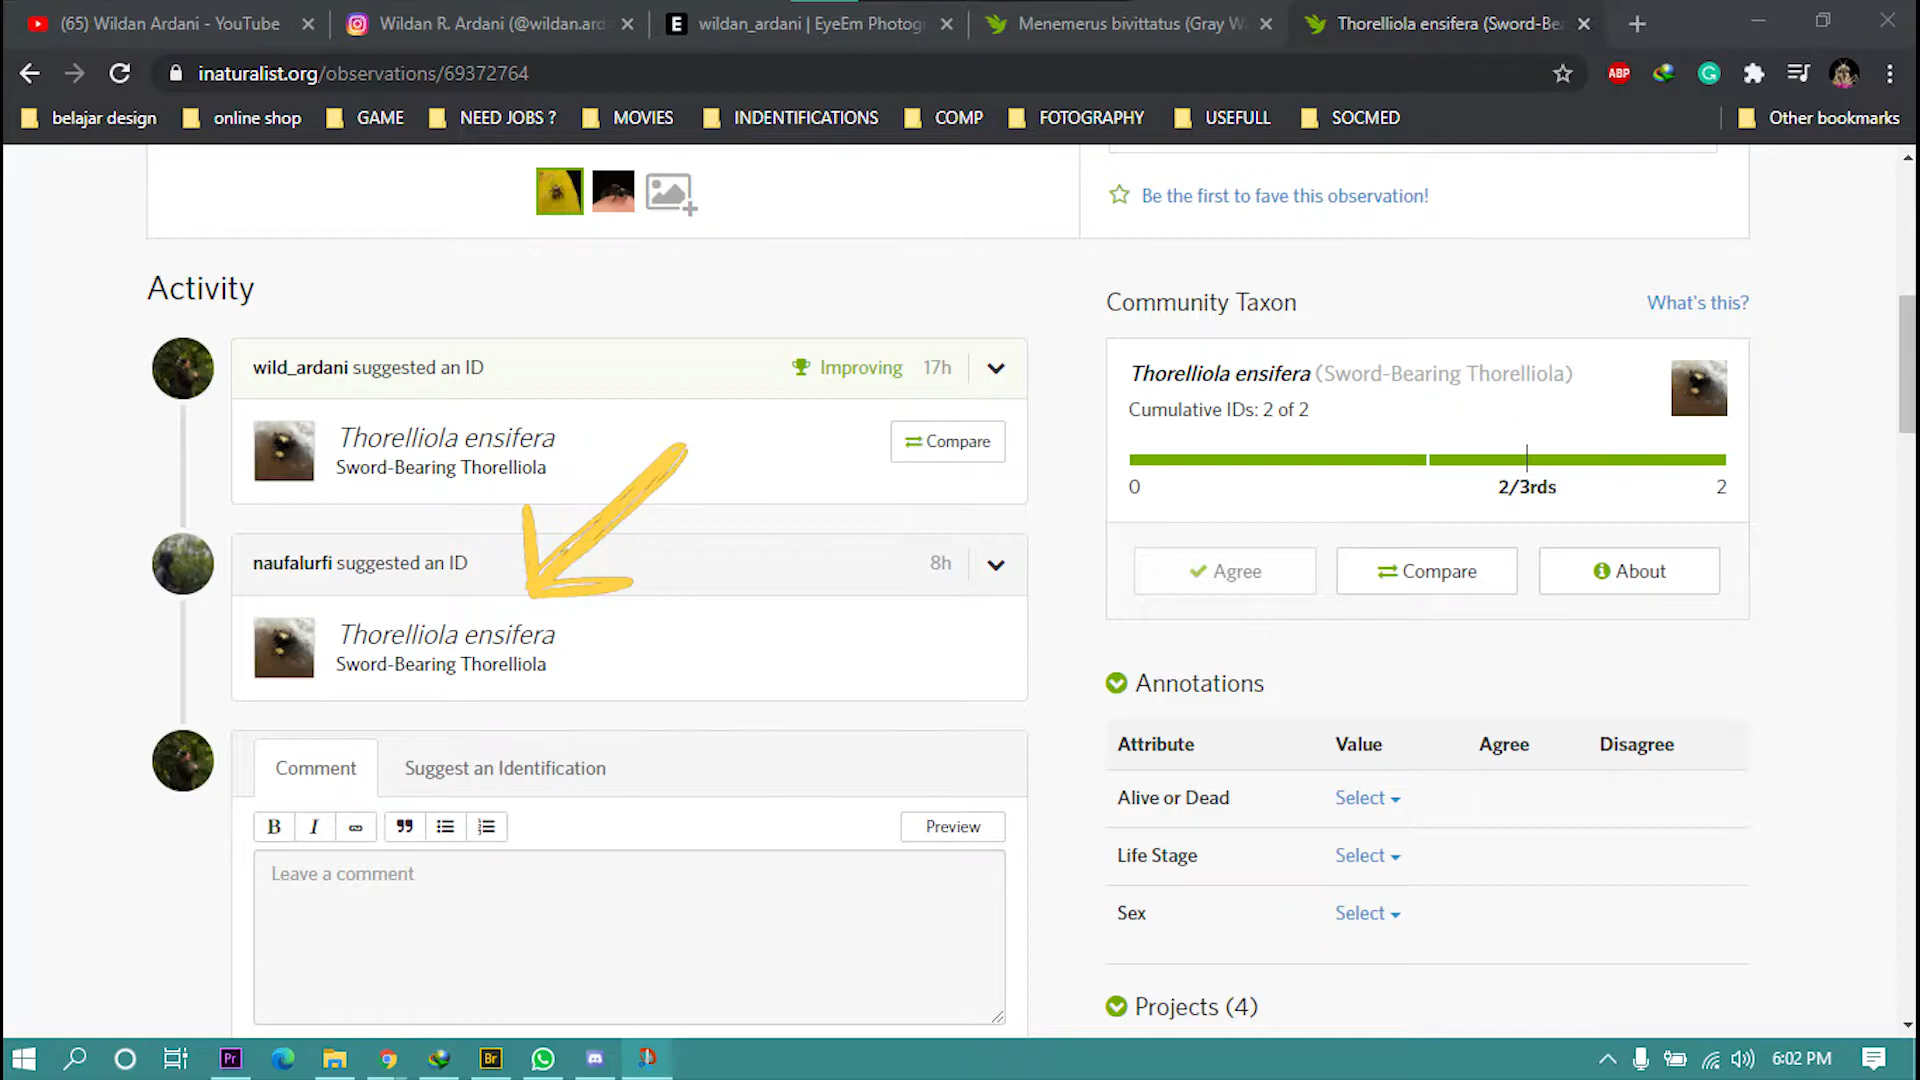 (65) Wildan Ardani - YouTube
Wildan R. Ardani (@wildan.ard
wildan_ardani | EyeEm Photog
Menemerus bivittatus (Gray W
Thorelliola ensifera (Sword-Be
inaturalist.org/observations/69372764
ABP
belajar design
online shop
GAME
NEED JOBS ?
MOVIES
INDENTIFICATIONS
COMP
FOTOGRAPHY
USEFULL
SOCMED
Other bookmarks
Be the first to fave this observation!
Activity
wild_ardani suggested an ID
Improving 17h
Thorelliola ensifera
Sword-Bearing Thorelliola
Compare
naufalurfi suggested an ID
8h
Thorelliola ensifera
Sword-Bearing Thorelliola
Comment
Suggest an Identification
B I
Preview
Leave a comment
Community Taxon
What's this?
Thorelliola ensifera (Sword-Bearing Thorelliola)
Cumulative IDs: 2 of 2
0 2/3rds 2
Agree
Compare
About
Annotations
Attribute Value Agree Disagree
Alive or Dead Select
Life Stage Select
Sex Select
Projects (4)
Pr
Br
6:02 PM